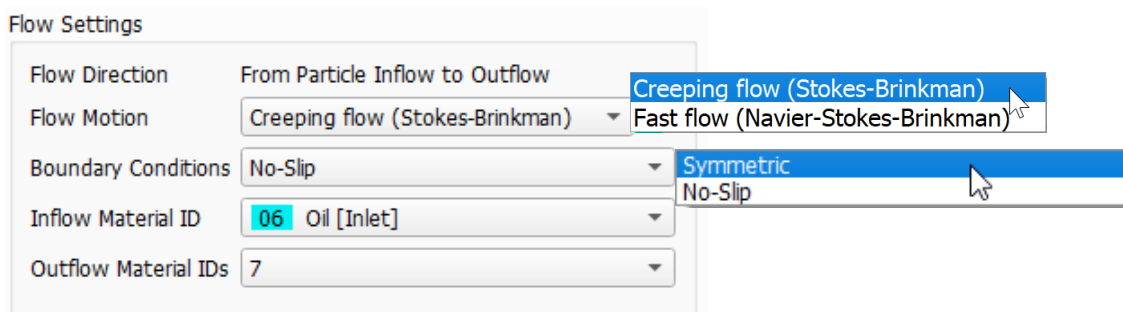 Flow Settings
Flow Direction From Particle Inflow to Outflow
Flow Motion Creeping flow (Stokes-Brinkman)
Creeping flow (Stokes-Brinkman)
Fast flow (Navier-Stokes-Brinkman)
Boundary Conditions No-Slip
Symmetric
No-Slip
Inflow Material ID 06 Oil [Inlet]
Outflow Material IDs 7